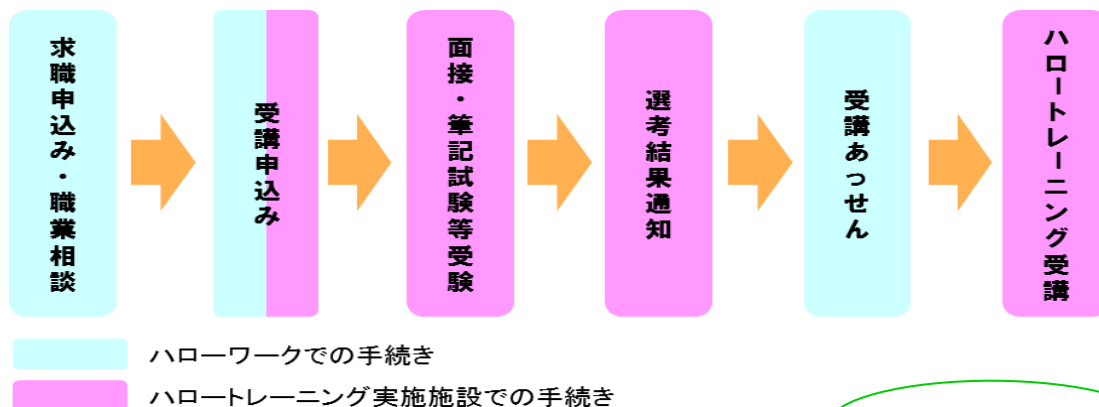 求職申込み・職業相談
受講申込み
面接・筆記試験等受験
選考結果通知
受講あっせん
ハロートレーニング受講
ハローワークでの手続き
ハロートレーニング実施施設での手続き